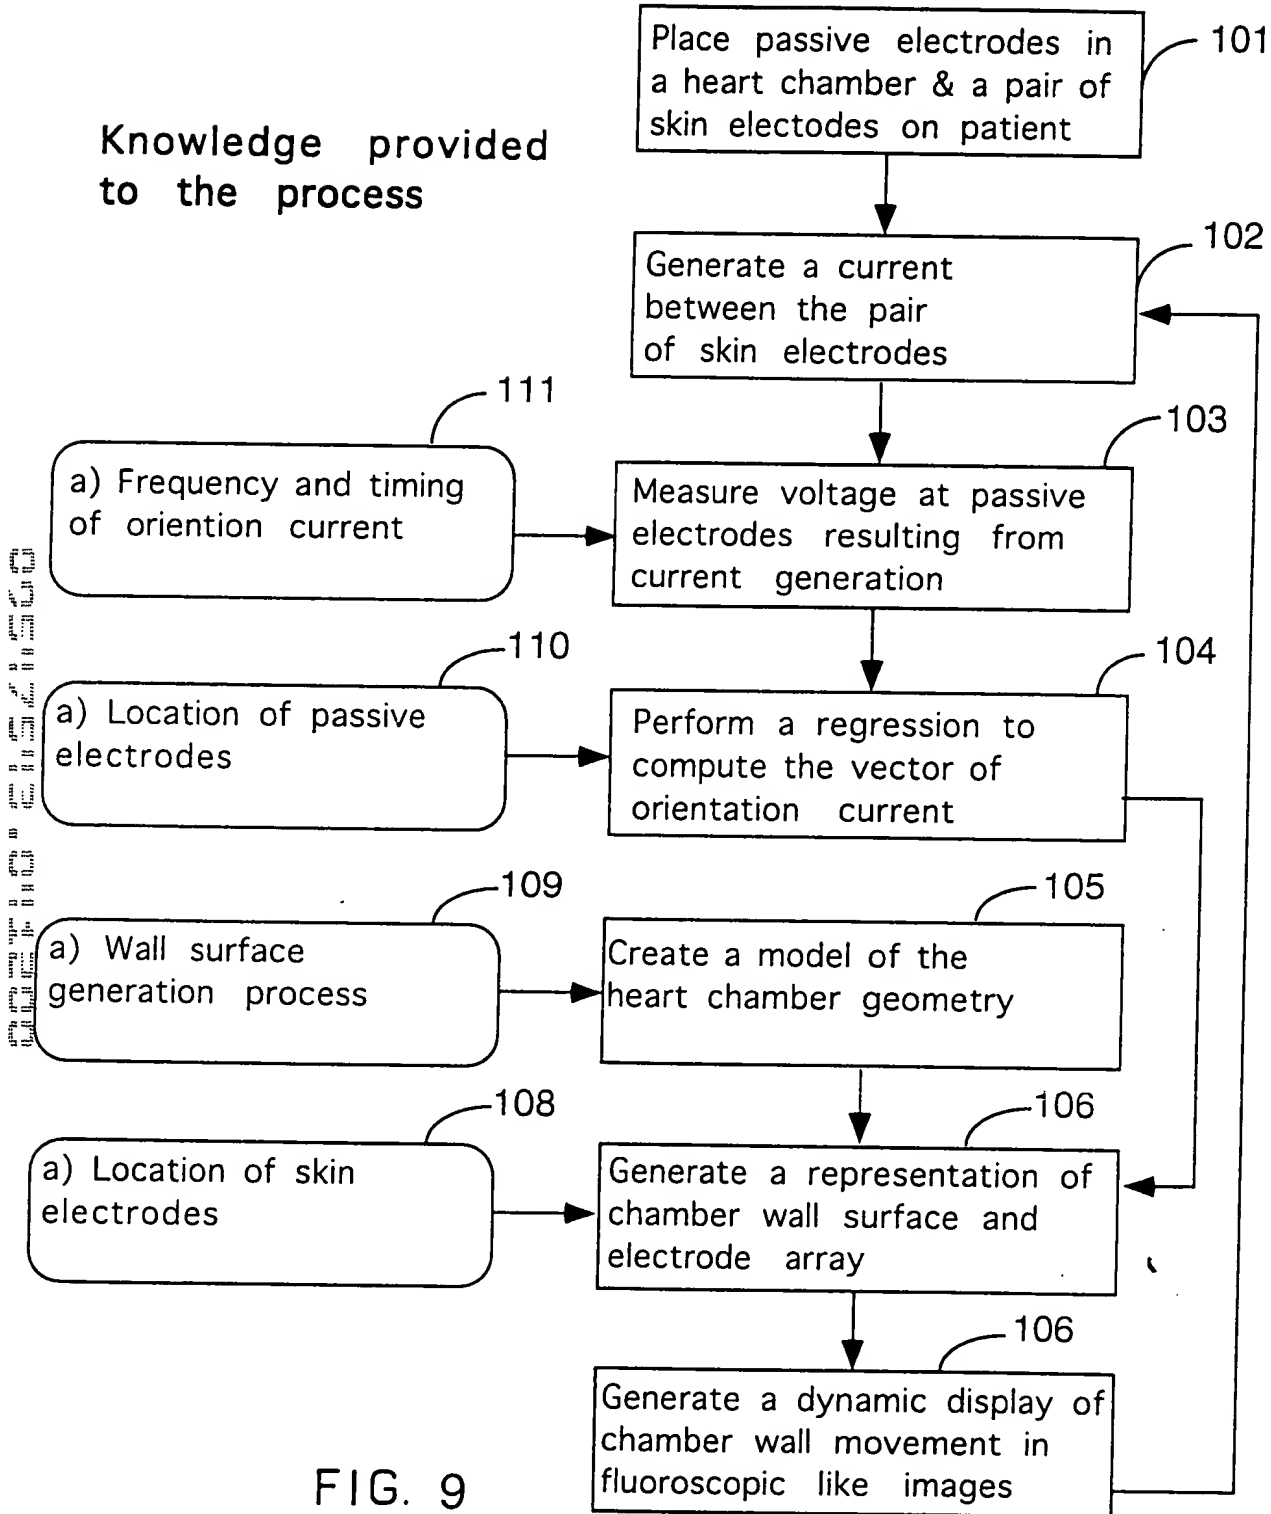 Place passive electrodes in
a heart chamber & a pair of
skin electodes on patient
101
Knowledge provided
to the process
Generate a current
between the pair
of skin electrodes
102
111
a) Frequency and timing
of oriention current
Measure voltage at passive
electrodes resulting from
current generation
103
110
a) Location of passive
electrodes
Perform a regression to
compute the vector of
orientation current
104
109
a) Wall surface
generation process
Create a model of the
heart chamber geometry
105
108
a) Location of skin
electrodes
Generate a representation of
chamber wall surface and
electrode array
106
Generate a dynamic display of
chamber wall movement in
fluoroscopic like images
106
FIG. 9